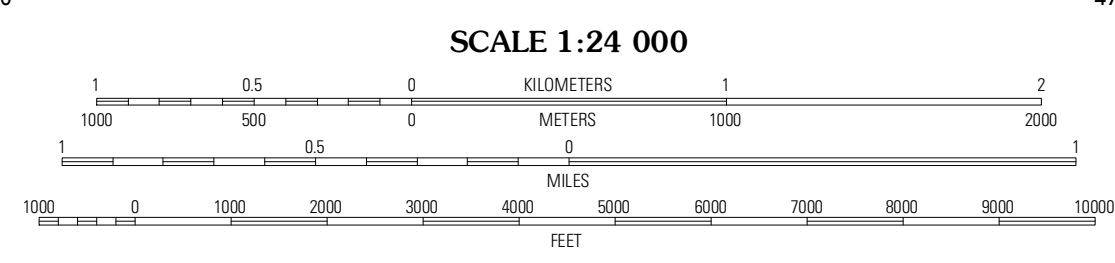 SCALE 1:24 000
1 0.5 0 KILOMETERS 1 2
1000 500 0 METERS 1000 2000
1 0.5 0 1
MILES
1000 0 1000 2000 3000 4000 5000 6000 7000 8000 9000 10000
FEET